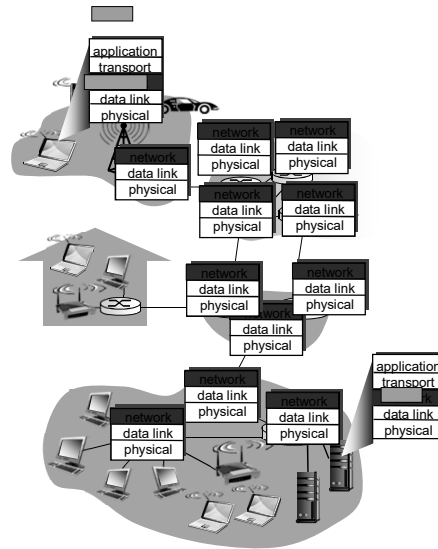 application
transport
data link
physical
network
data link
physical
network
data link
physical
network
data link
physical
network
data link
physical
network
data link
physical
network
data link
physical
network
data link
physical
network
data link
physical
application
transport
data link
physical
network
data link
physical
network
data link
physical
network
data link
physical